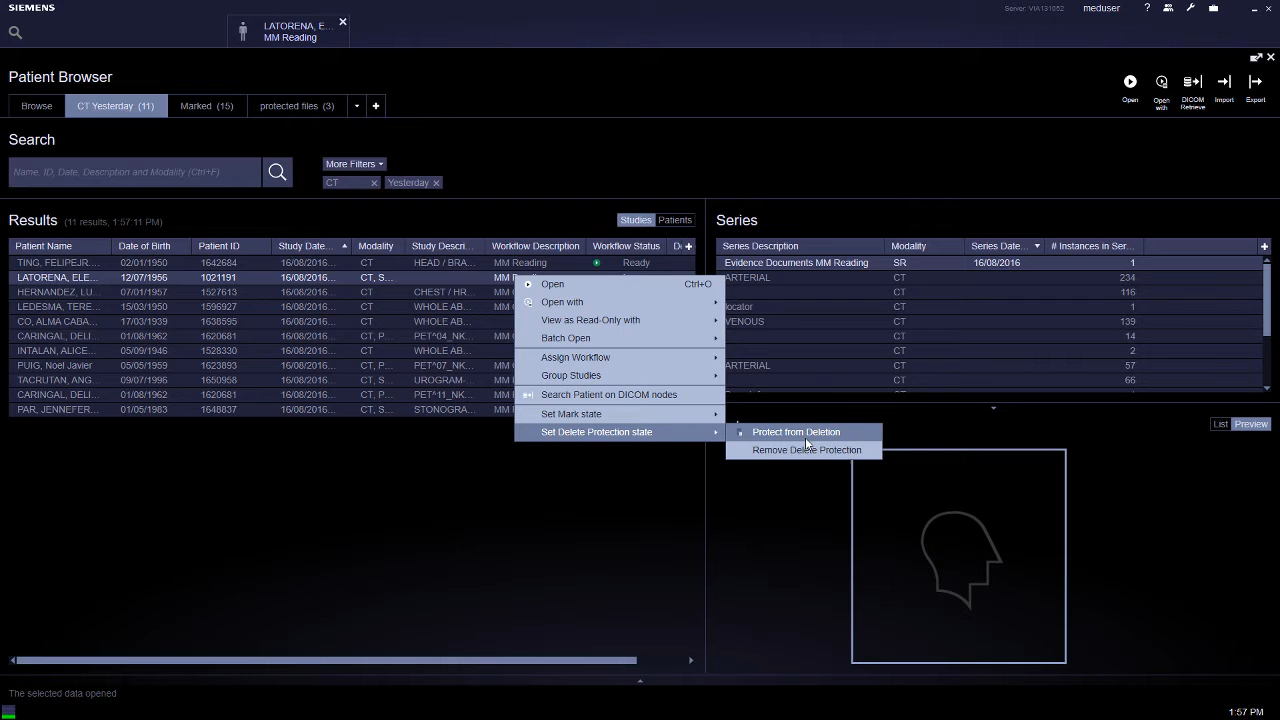 SIEMENS
Server: VIA131052
meduser
?
LATORENA, E...
MM Reading
Patient Browser
Browse
CT Yesterday (11)
Marked (15)
protected files (3)
Open
Open with
DICOM Retrieve
Import
Export
Search
Name, ID, Date, Description and Modality (Ctrl+F)
More Filters
CT
Yesterday
Results (11 results, 1:57:11 PM)
Studies Patients
Patient Name Date of Birth Patient ID Study Date... Modality Study Descri... Workflow Description Workflow Status
TING, FELIPEJR. ... 02/01/1950 1642684 16/08/2016... CT HEAD / BRA... MM Reading Ready
LATORENA, ELE... 12/07/1956 1021191 16/08/2016... CT, S...
HERNANDEZ, LU... 07/01/1957 1527613 16/08/2016... CT CHEST / HR...
LEDESMA, TERE... 15/10/1960 16/08/2016... CT WHOLE AB...
CO, ALMA CABA... 17/03/1939 1638595 16/08/2016... CT WHOLE AB...
CARINGAL, DELI... 01/08/1962 1620681 16/08/2016... CT, P... PET^04_NK...
INTALAN, ALICE... 05/09/1946 1528330 16/08/2016... CT WHOLE AB...
PUIG, Noel Javier 05/05/1959 1623893 16/08/2016... CT, P... PET^07_NK...
TACRUTAN, ANG... 09/07/1996 1650958 16/08/2016... CT, S... UROGRAM-...
CARINGAL, DELI... 01/08/1962 1620681 16/08/2016... CT, P... PET^11_NK...
PAR, JENNEFER... 01/05/1983 1648837 16/08/2016... CT, S... STONOGRA...
Open Ctrl+O
Open with
View as Read-Only with
Batch Open
Assign Workflow
Group Studies
Search Patient on DICOM nodes
Set Mark state
Set Delete Protection state
Protect from Deletion
Remove Delete Protection
Series
Series Description Modality Series Date... # Instances in Ser...
Evidence Documents MM Reading SR 16/08/2016 1
ARTERIAL CT 234
CT 116
locator CT 1
VENOUS CT 139
CT 14
CT 2
ARTERIAL CT 57
CT 66
List Preview
The selected data opened
1:57 PM